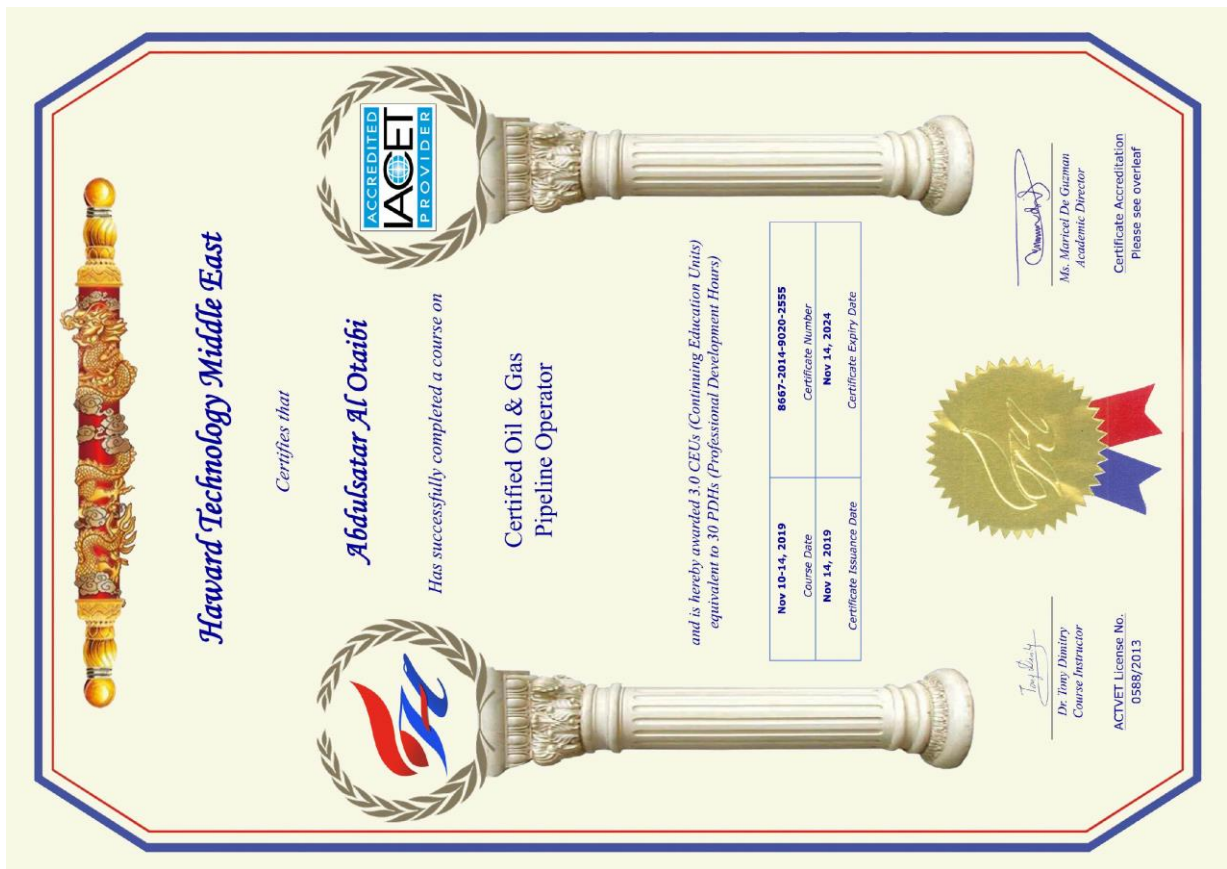 ACCREDITED
IACET
PROVIDER
Haward Technology Middle East
Certifies that
Abdulsatar Al Otaibi
Has successfully completed a course on
Certified Oil & Gas
Pipeline Operator
and is hereby awarded 3.0 CEUs (Continuing Education Units)
equivalent to 30 PDHs (Professional Development Hours)
Nov 10-14, 2019
Course Date
8667-2014-9020-2555
Certificate Number
Nov 14, 2019
Certificate Issuance Date
Nov 14, 2024
Certificate Expiry Date
Tony Dimitry
Dr. Tony Dimitry
Course Instructor
ACTVET License No.
0588/2013
Ms. Maricel De Guzman
Academic Director
Certificate Accreditation
Please see overleaf